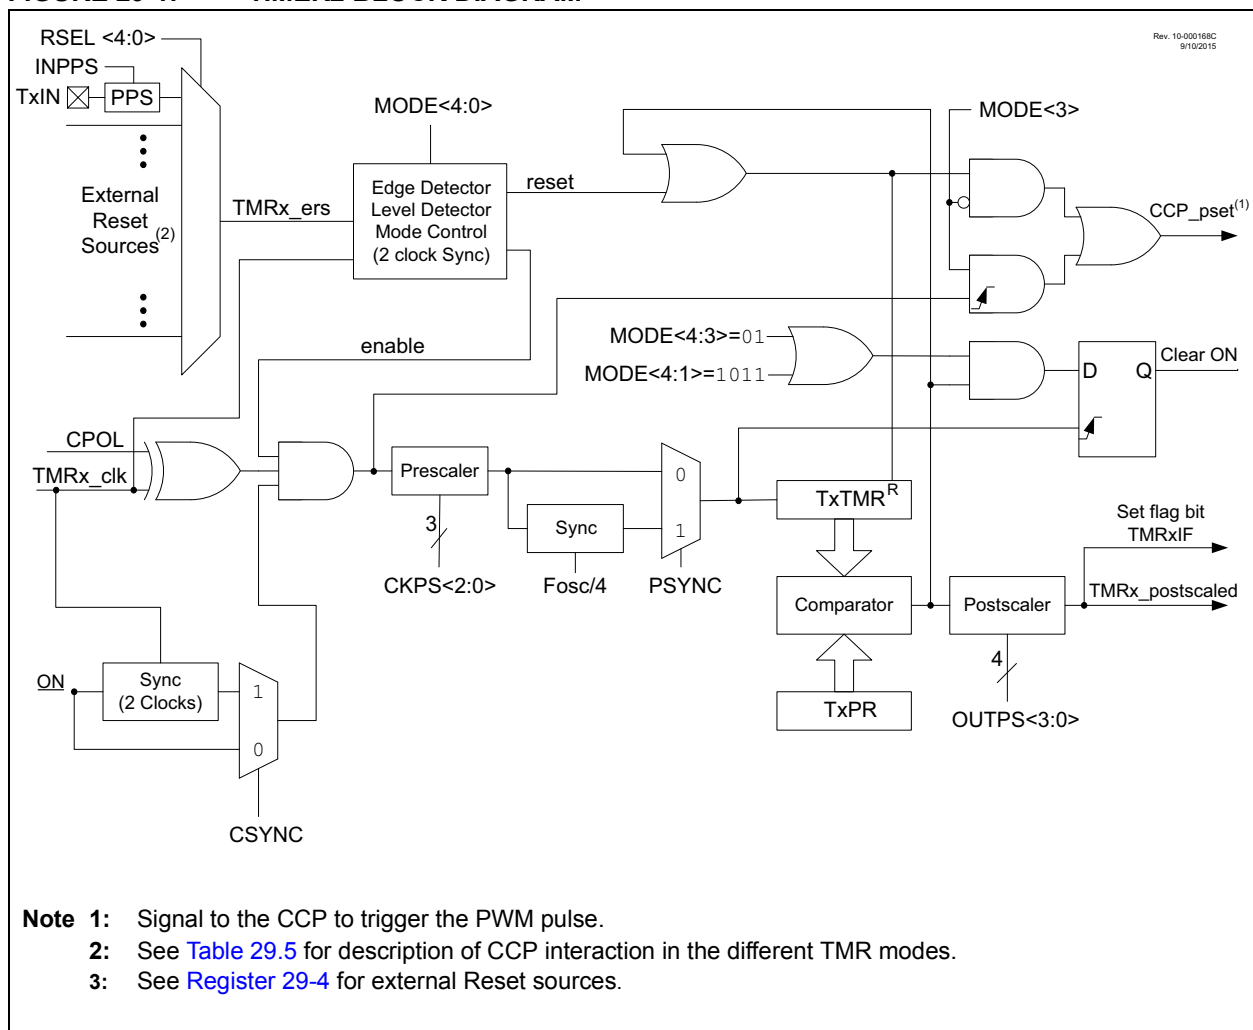 RSEL <4:0>
Rev. 10-000168C
9/10/2015
INPPS
TxIN
PPS
MODE<4:0>
MODE<3>
External
Reset
Sources(2)
TMRx_ers
Edge Detector
Level Detector
Mode Control
(2 clock Sync)
reset
CCP_pset(1)
enable
MODE<4:3>=01
MODE<4:1>=1011
D
Q
Clear ON
CPOL
TMRx_clk
Prescaler
3
CKPS<2:0>
Sync
Fosc/4
0
1
PSYNC
TxTMR
R
Comparator
TxPR
Postscaler
4
OUTPS<3:0>
Set flag bit
TMRxIF
TMRx_postscaled
ON
Sync
(2 Clocks)
1
0
CSYNC
Note 1: Signal to the CCP to trigger the PWM pulse.
2: See Table 29.5 for description of CCP interaction in the different TMR modes.
3: See Register 29-4 for external Reset sources.